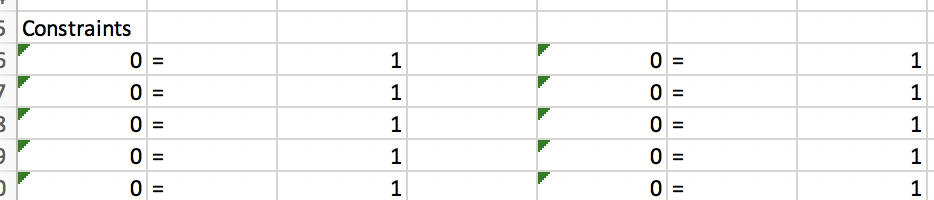 Constraints
0 = 1 0 = 1
0 = 1 0 = 1
0 = 1 0 = 1
0 = 1 0 = 1
0 = 1 0 = 1